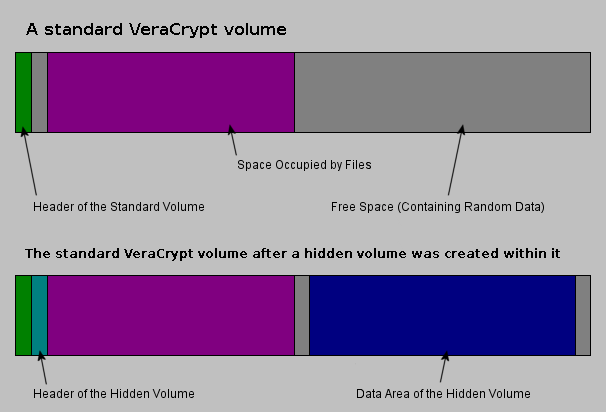 A standard VeraCrypt volume
Space Occupied by Files
Header of the Standard Volume
Free Space (Containing Random Data)
The standard VeraCrypt volume after a hidden volume was created within it
Header of the Hidden Volume
Data Area of the Hidden Volume